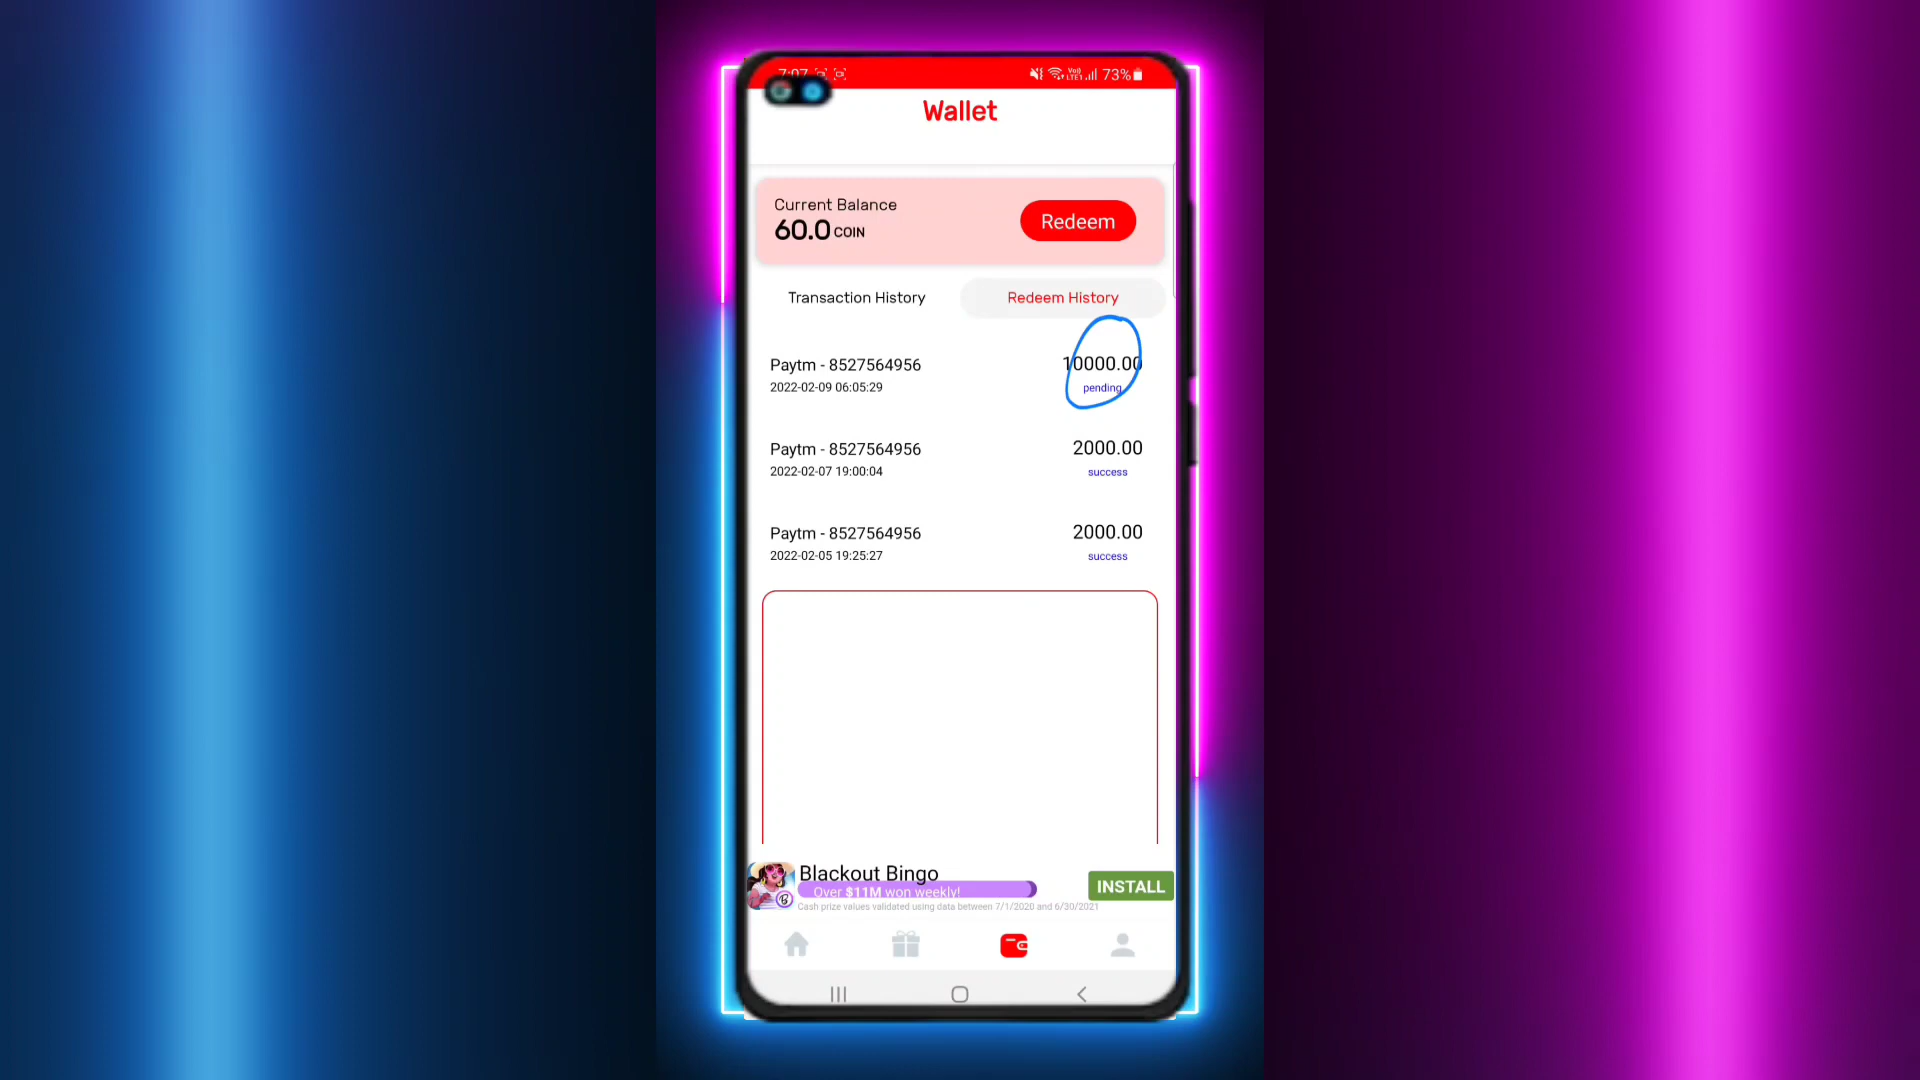 7:07 73%
Wallet
Current Balance
60.0 COIN
Redeem
Transaction History
Redeem History
Paytm - 8527564956
10000.00
2022-02-09 06:05:29
pending
Paytm - 8527564956
2000.00
2022-02-07 19:00:04
success
Paytm - 8527564956
2000.00
2022-02-05 19:25:27
success
Blackout Bingo
Over $11M won weekly!
INSTALL
Cash prize values validated using data between 7/1/2020 and 6/30/2021